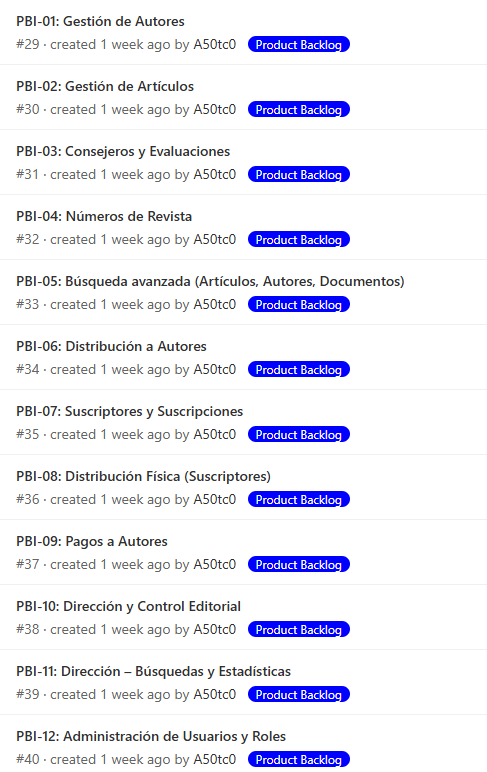 PBI-01: Gestión de Autores
#29 · created 1 week ago by A50tc0 Product Backlog
PBI-02: Gestión de Artículos
#30 · created 1 week ago by A50tc0 Product Backlog
PBI-03: Consejeros y Evaluaciones
#31 · created 1 week ago by A50tc0 Product Backlog
PBI-04: Números de Revista
#32 · created 1 week ago by A50tc0 Product Backlog
PBI-05: Búsqueda avanzada (Artículos, Autores, Documentos)
#33 · created 1 week ago by A50tc0 Product Backlog
PBI-06: Distribución a Autores
#34 · created 1 week ago by A50tc0 Product Backlog
PBI-07: Suscriptores y Suscripciones
#35 · created 1 week ago by A50tc0 Product Backlog
PBI-08: Distribución Física (Suscriptores)
#36 · created 1 week ago by A50tc0 Product Backlog
PBI-09: Pagos a Autores
#37 · created 1 week ago by A50tc0 Product Backlog
PBI-10: Dirección y Control Editorial
#38 · created 1 week ago by A50tc0 Product Backlog
PBI-11: Dirección – Búsquedas y Estadísticas
#39 · created 1 week ago by A50tc0 Product Backlog
PBI-12: Administración de Usuarios y Roles
#40 · created 1 week ago by A50tc0 Product Backlog